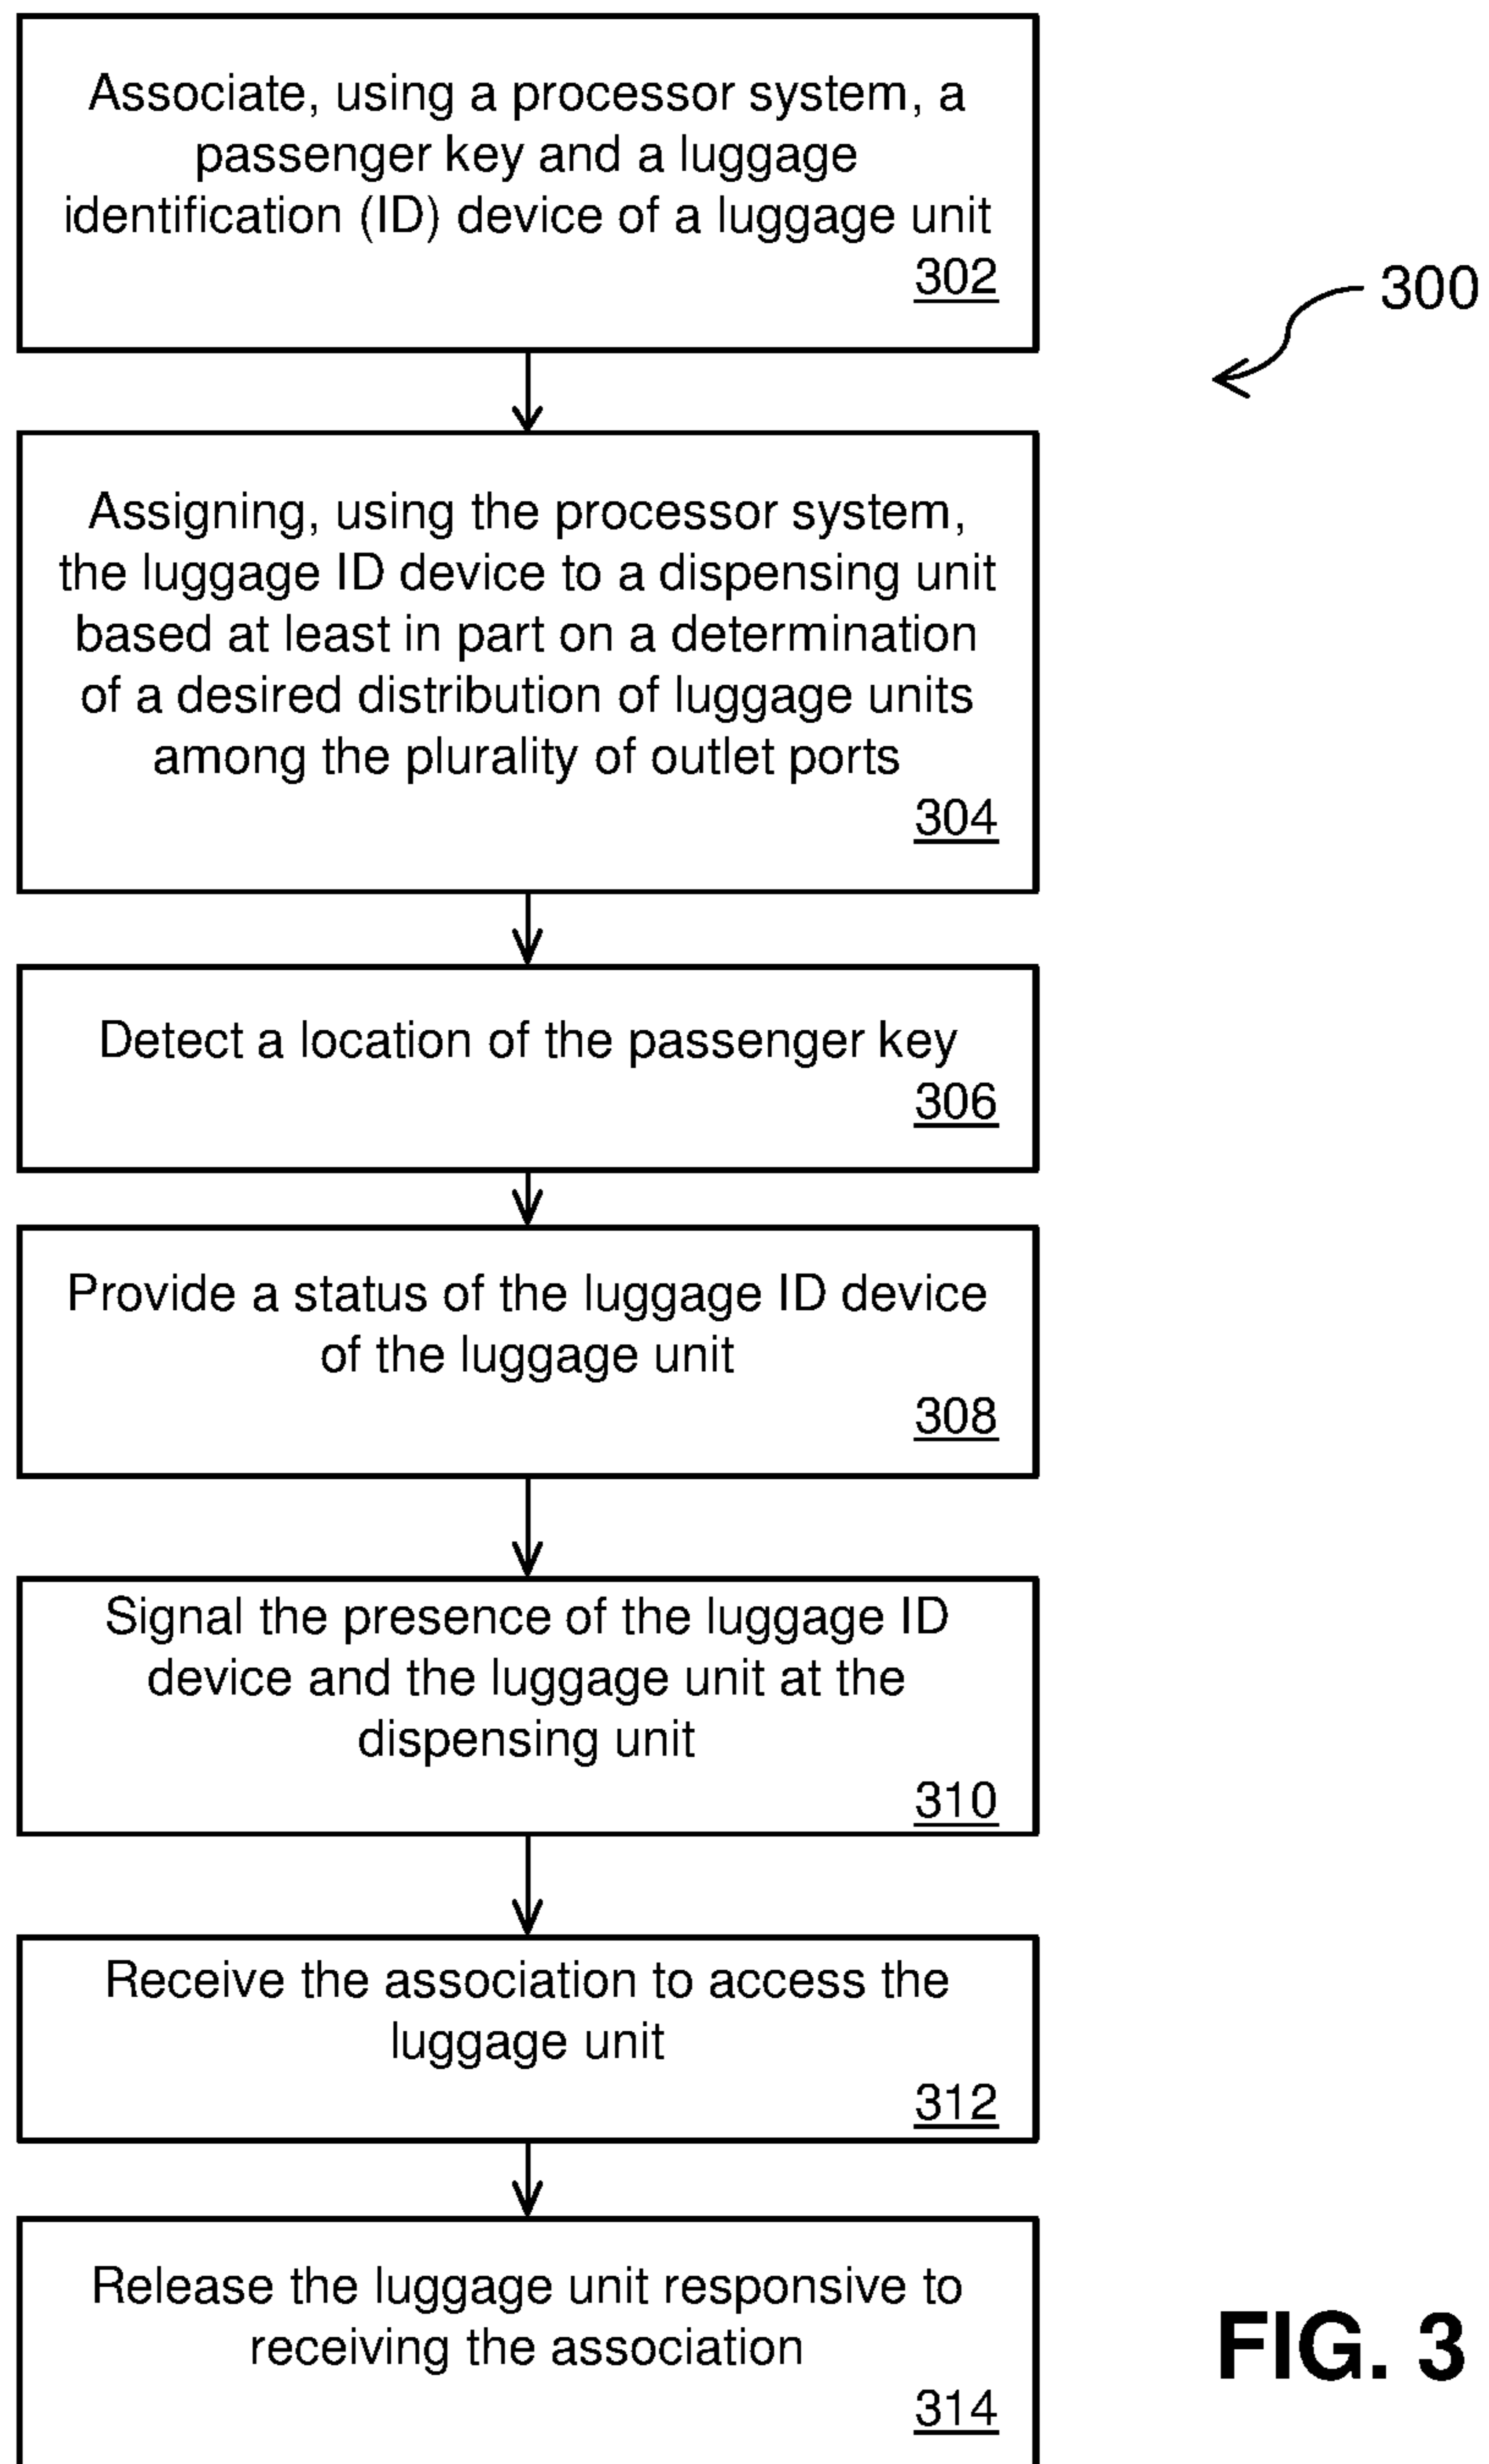 Associate, using a processor system, a
passenger key and a luggage
identification (ID) device of a luggage unit
302
300
Assigning, using the processor system,
the luggage ID device to a dispensing unit
based at least in part on a determination
of a desired distribution of luggage units
among the plurality of outlet ports
304
Detect a location of the passenger key
306
Provide a status of the luggage ID device
of the luggage unit
308
Signal the presence of the luggage ID
device and the luggage unit at the
dispensing unit
310
Receive the association to access the
luggage unit
312
Release the luggage unit responsive to
receiving the association
314
FIG. 3